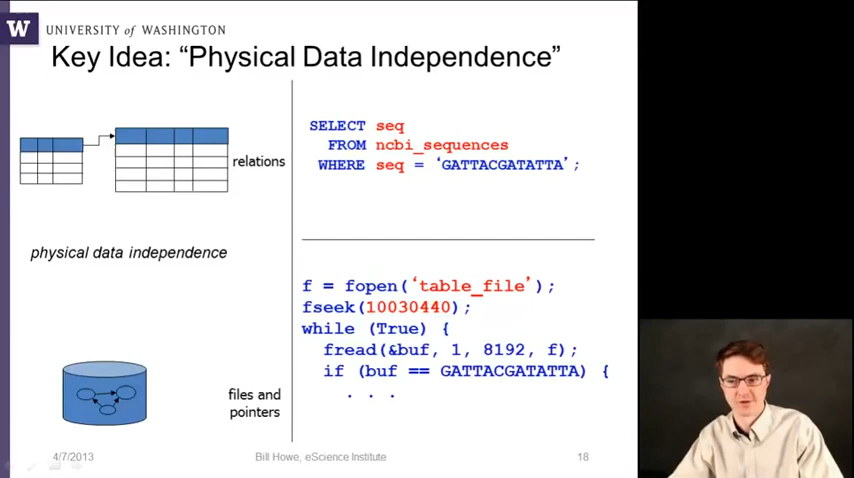 W UNIVERSITY of WASHINGTON
Key Idea: “Physical Data Independence”
relations
physical data independence
files and
pointers
SELECT seq
FROM ncbi_sequences
WHERE seq = ‘GATTACGATATTA’;
f = fopen(‘table_file’);
fseek(10030440);
while (True) {
fread(&buf, 1, 8192, f);
if (buf == GATTACGATATTA) {
. . .
4/7/2013
Bill Howe, eScience Institute
18